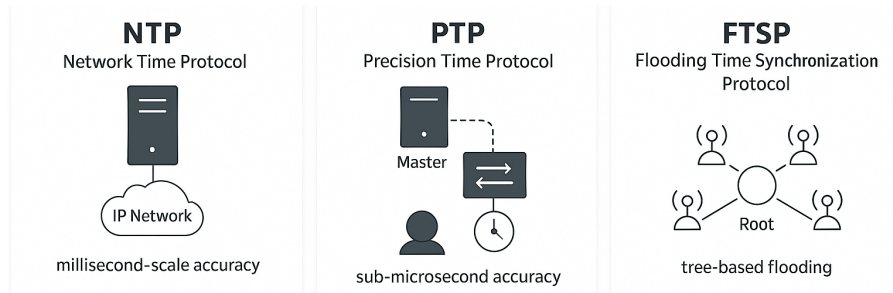 NTP
Network Time Protocol
IP Network
millisecond-scale accuracy
PTP
Precision Time Protocol
Master
sub-microsecond accuracy
FTSP
Flooding Time Synchronization
Protocol
Root
tree-based flooding